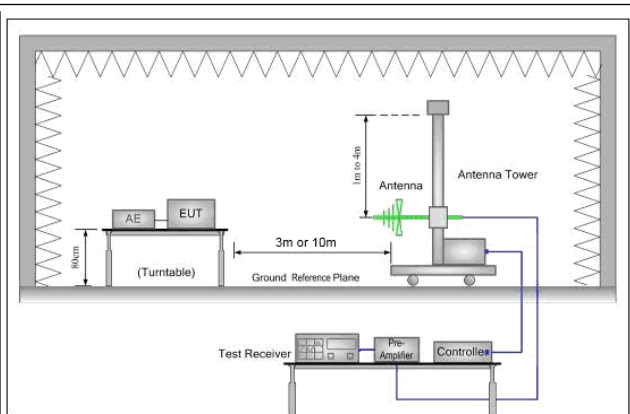 1m to 4m
Antenna
Antenna Tower
AE
EUT
80cm
(Turntable)
3m or 10m
Ground Reference Plane
Test Receiver
Pre-
Amplifier
Controlle